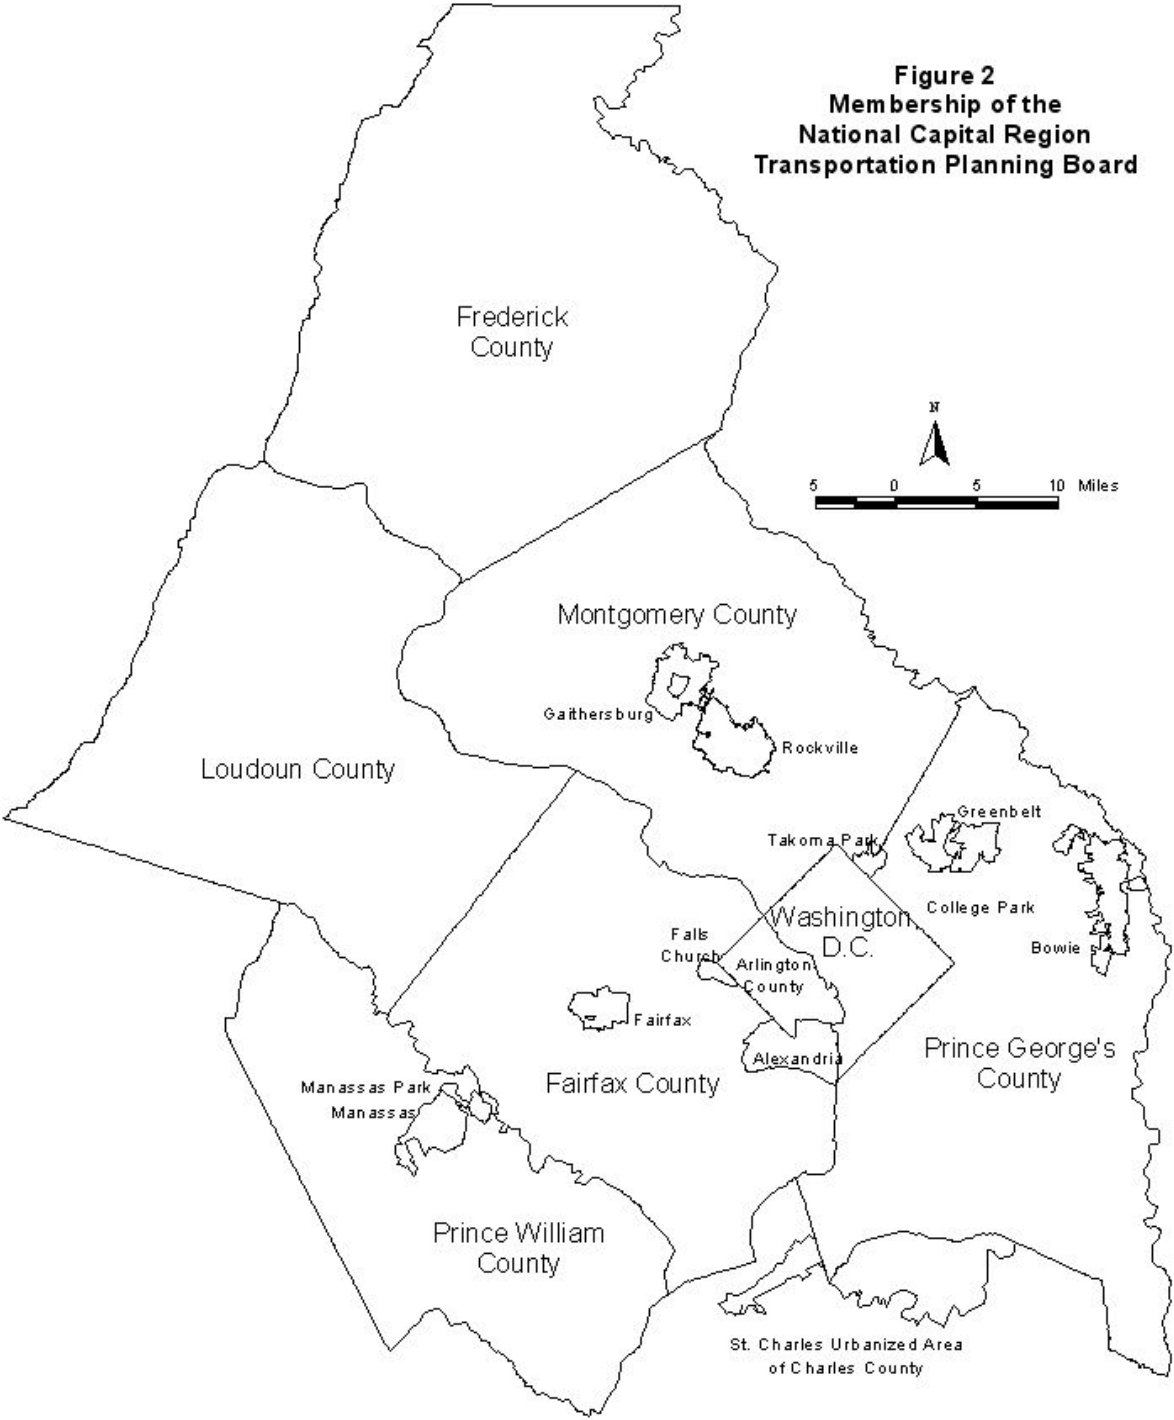 Figure 2
Membership of the
National Capital Region
Transportation Planning Board
Frederick
County
N
5 0 5 10 Miles
Montgomery County
Gaithersburg
Rockville
Loudoun County
Greenbelt
Takoma Park
College Park
Washington
D.C.
Falls
Church
Bowie
Arlington
County
Fairfax
Prince George's
County
Alexandria
Fairfax County
Manassas Park
Manassas
Prince William
County
St. Charles Urbanized Area
of Charles County